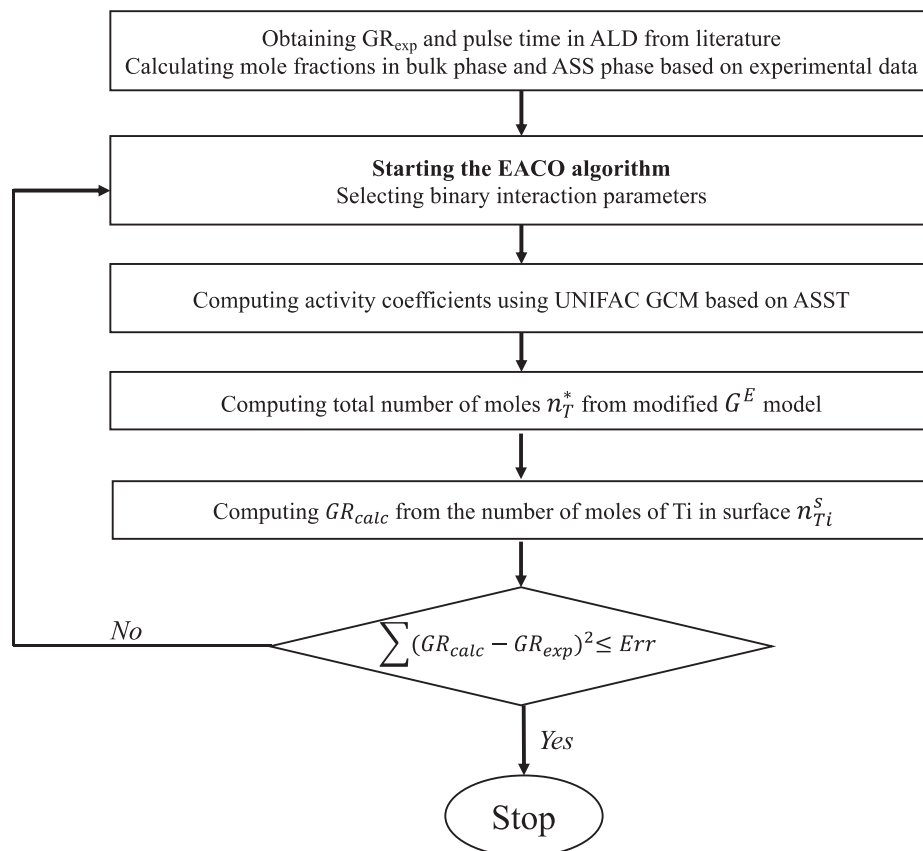 Obtaining GR_exp and pulse time in ALD from literature
Calculating mole fractions in bulk phase and ASS phase based on experimental data
Starting the EACO algorithm
Selecting binary interaction parameters
Computing activity coefficients using UNIFAC GCM based on ASST
Computing total number of moles n_T^* from modified G^E model
Computing GR_calc from the number of moles of Ti in surface n_Ti^s
No
∑(GR_calc − GR_exp)² ≤ Err
Yes
Stop